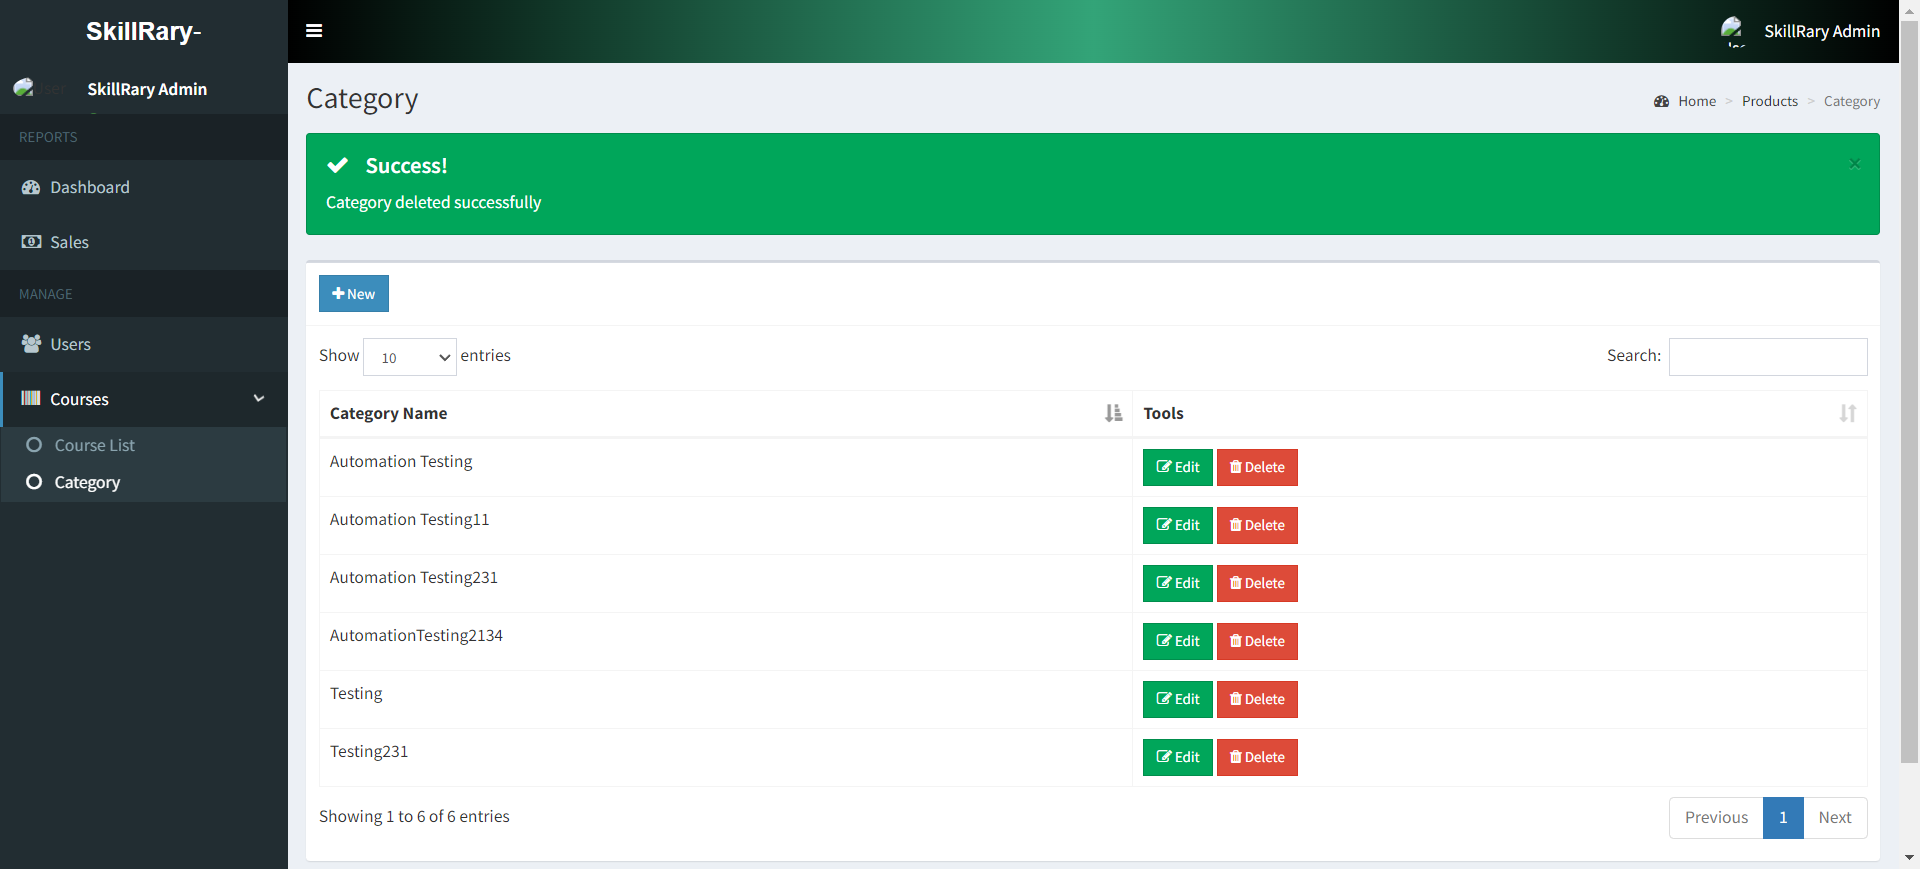 SkillRary-
SkillRary Admin
SkillRary Admin
REPORTS
Dashboard
Sales
MANAGE
Users
Courses
Course List
Category
Category
Home > Products > Category
Success!
×
Category deleted successfully
New
Show 10 entries
Search:
Category Name Tools
Automation Testing Edit Delete
Automation Testing11 Edit Delete
Automation Testing231 Edit Delete
AutomationTesting2134 Edit Delete
Testing Edit Delete
Testing231 Edit Delete
Showing 1 to 6 of 6 entries
Previous 1 Next